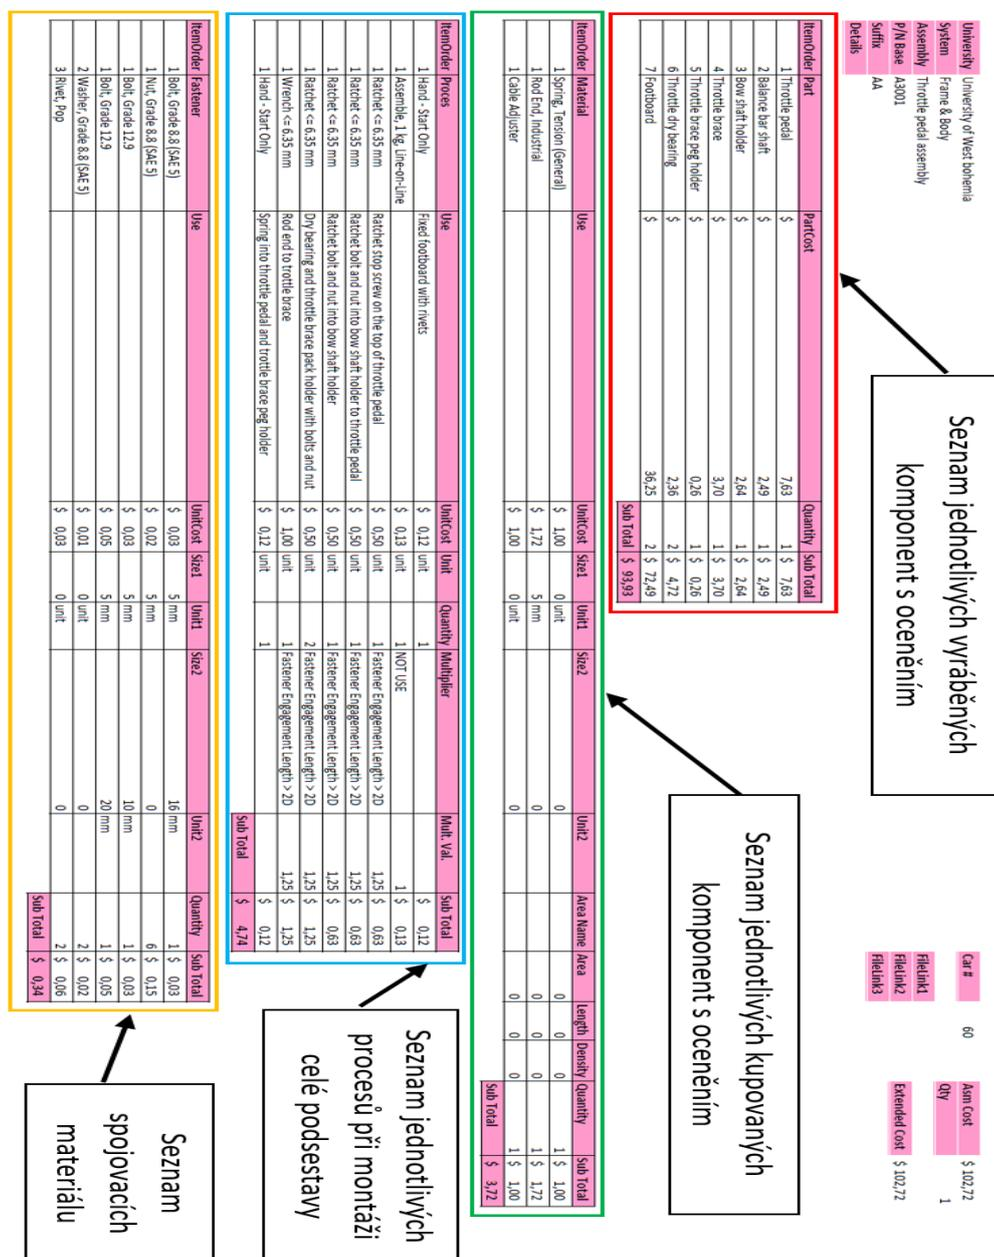 University University of West bohemia Car # 60 Asm Cost $ 102,72
System Frame & Body Qty 1
Assembly Throttle pedal assembly FileLink1 Extended Cost $ 102,72
P/N Base A3001 FileLink2
Suffix AA FileLink3
Details
Seznam jednotlivých vyráběných
komponent s oceněním
ItemOrder Part PartCost Quantity Sub Total
1 Throttle pedal $ 7,63 1 $ 7,63
2 Balance bar shaft $ 2,49 1 $ 2,49
3 Bow shaft holder $ 2,64 1 $ 2,64
4 Throttle brace $ 3,70 1 $ 3,70
5 Throttle brace peg holder $ 0,26 1 $ 0,26
6 Throttle dry bearing $ 2,36 2 $ 4,72
7 Footboard $ 36,25 2 $ 72,49
Sub Total $ 93,93
Seznam jednotlivých kupovaných
komponent s oceněním
ItemOrder Material Use UnitCost Size1 Unit1 Size2 Unit2 Area Name Area Length Density Quantity Sub Total
1 Spring, Tension (General) $ 1,00 0 unit 0 0 0 0 1 $ 1,00
1 Rod End, Industrial $ 1,72 5 mm 0 0 0 0 1 $ 1,72
1 Cable Adjuster $ 1,00 0 unit 0 0 0 0 1 $ 1,00
Sub Total $ 3,72
ItemOrder Proces Use UnitCost Unit Quantity Multiplier Mult. Val. Sub Total
1 Hand - Start Only Fixed footboard with rivets $ 0,12 unit 1 $ 0,12
1 Assemble, 1 kg, Line-on-Line $ 0,13 unit 1 NOT USE 1 $ 0,13
1 Ratchet <= 6.35 mm Ratchet stop screw on the top of throttle pedal $ 0,50 unit 1 Fastener Engagement Length > 2D 1,25 $ 0,63
1 Ratchet <= 6.35 mm Ratchet bolt and nut into bow shaft holder to throttle pedal $ 0,50 unit 1 Fastener Engagement Length > 2D 1,25 $ 0,63
1 Ratchet <= 6.35 mm Ratchet bolt and nut into bow shaft holder $ 0,50 unit 1 Fastener Engagement Length > 2D 1,25 $ 0,63
1 Ratchet <= 6.35 mm Dry bearing and throttle brace pack holder with bolts and nut $ 0,50 unit 2 Fastener Engagement Length > 2D 1,25 $ 1,25
1 Wrench <= 6.35 mm Rod end to trottle brace $ 1,00 unit 1 Fastener Engagement Length > 2D 1,25 $ 1,25
1 Hand - Start Only Spring into throttle pedal and trottle brace peg holder $ 0,12 unit 1 $ 0,12
Sub Total $ 4,74
Seznam jednotlivých
procesů při montáži
celé podsestavy
ItemOrder Fastener Use UnitCost Size1 Unit1 Size2 Unit2 Quantity Sub Total
1 Bolt, Grade 8.8 (SAE 5) $ 0,03 5 mm 16 mm 1 $ 0,03
1 Nut, Grade 8.8 (SAE 5) $ 0,02 5 mm 0 6 $ 0,15
1 Bolt, Grade 12.9 $ 0,03 5 mm 10 mm 1 $ 0,03
1 Bolt, Grade 12.9 $ 0,05 5 mm 20 mm 1 $ 0,05
2 Washer, Grade 8.8 (SAE 5) $ 0,01 0 unit 0 2 $ 0,02
3 Rivet, Pop $ 0,03 0 unit 0 2 $ 0,06
Sub Total $ 0,34
Seznam
spojovacích
materiálu